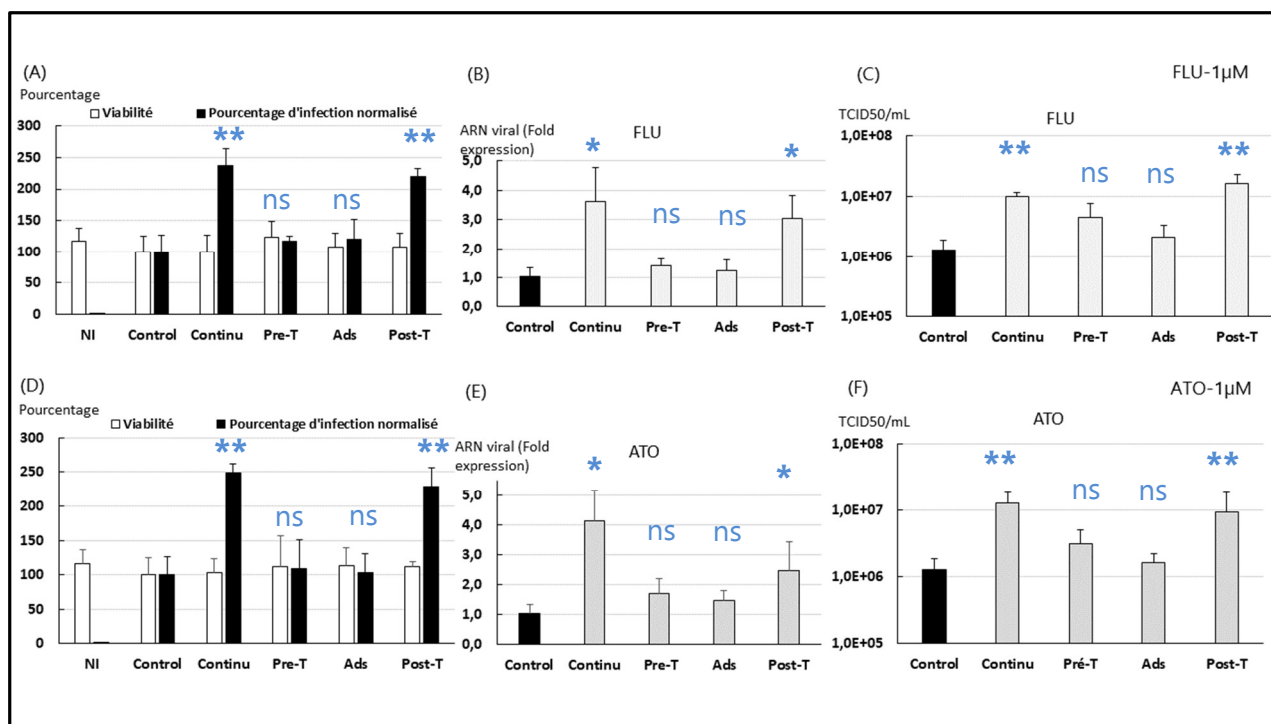 (A)
Pourcentage
Viabilité Pourcentage d'infection normalisé
300
250
200
150
100
50
0
** ns ns **
NI Control Continu Pre-T Ads Post-T
(B)
ARN viral (Fold expression)
FLU
5,0
4,0
3,0
2,0
1,0
0,0
* ns ns *
Control Continu Pre-T Ads Post-T
(C)
FLU-1µM
TCID50/mL
FLU
1,0E+08
1,0E+07
1,0E+06
1,0E+05
** ns ns **
Control Continu Pre-T Ads Post-T
(D)
Pourcentage
Viabilité Pourcentage d'infection normalisé
300
250
200
150
100
50
0
** ns ns **
NI Control Continu Pre-T Ads Post-T
(E)
ARN viral (Fold
expression)
ATO
5,0
4,0
3,0
2,0
1,0
0,0
* ns ns *
Control Continu Pre-T Ads Post-T
(F)
ATO-1µM
TCID50/mL
ATO
1,0E+08
1,0E+07
1,0E+06
1,0E+05
** ns ns **
Control Continu Pré-T Ads Post-T